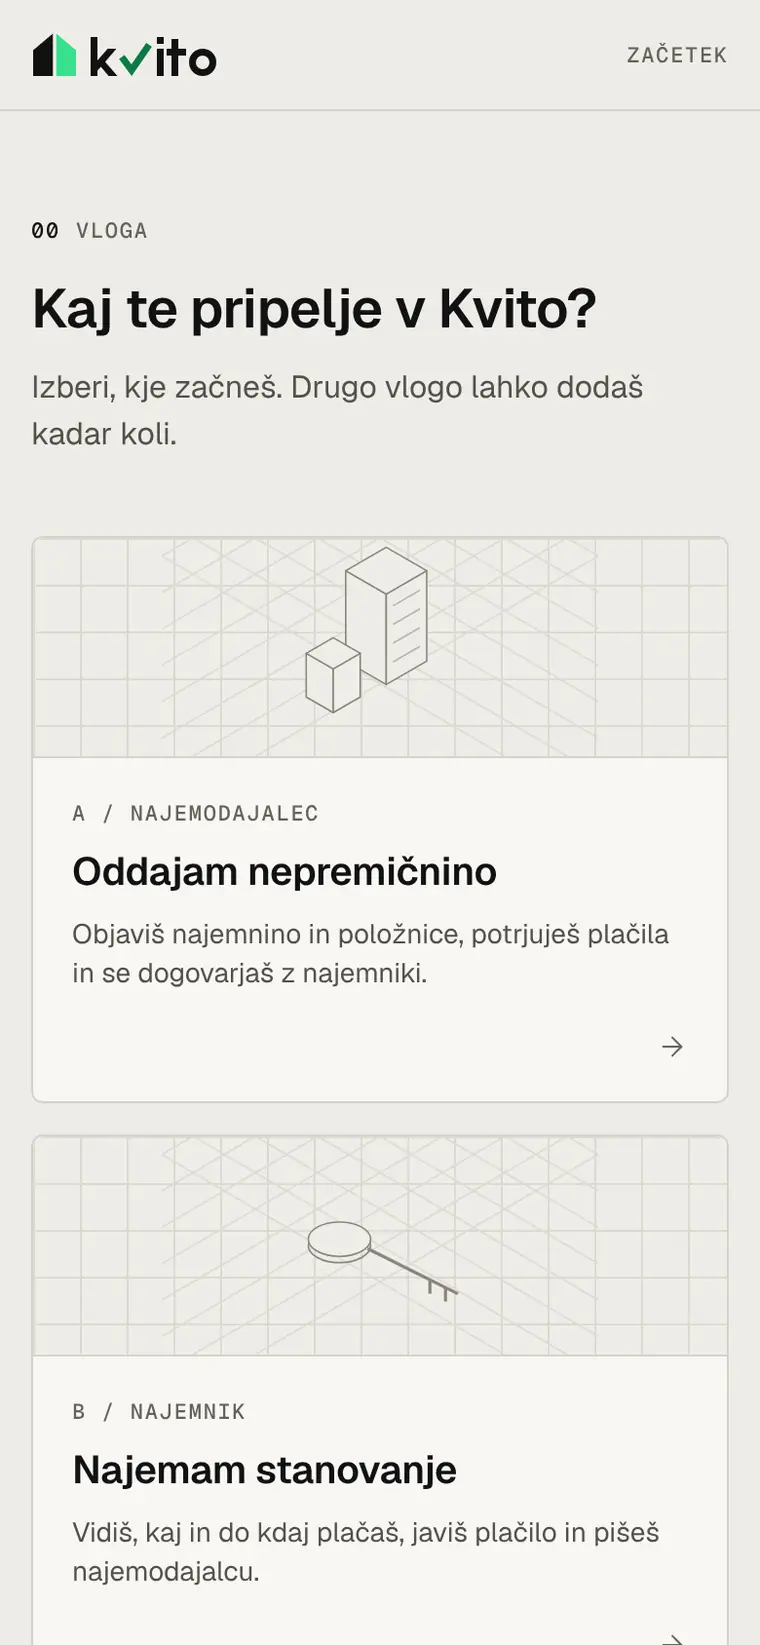 kvito
ZAČETEK
00 VLOGA
Kaj te pripelje v Kvito?
Izberi, kje začneš. Drugo vlogo lahko dodaš
kadar koli.
A / NAJEMODAJALEC
Oddajam nepremičnino
Objaviš najemnino in položnice, potrjuješ plačila
in se dogovarjaš z najemniki.
B / NAJEMNIK
Najemam stanovanje
Vidiš, kaj in do kdaj plačaš, javiš plačilo in pišeš
najemodajalcu.